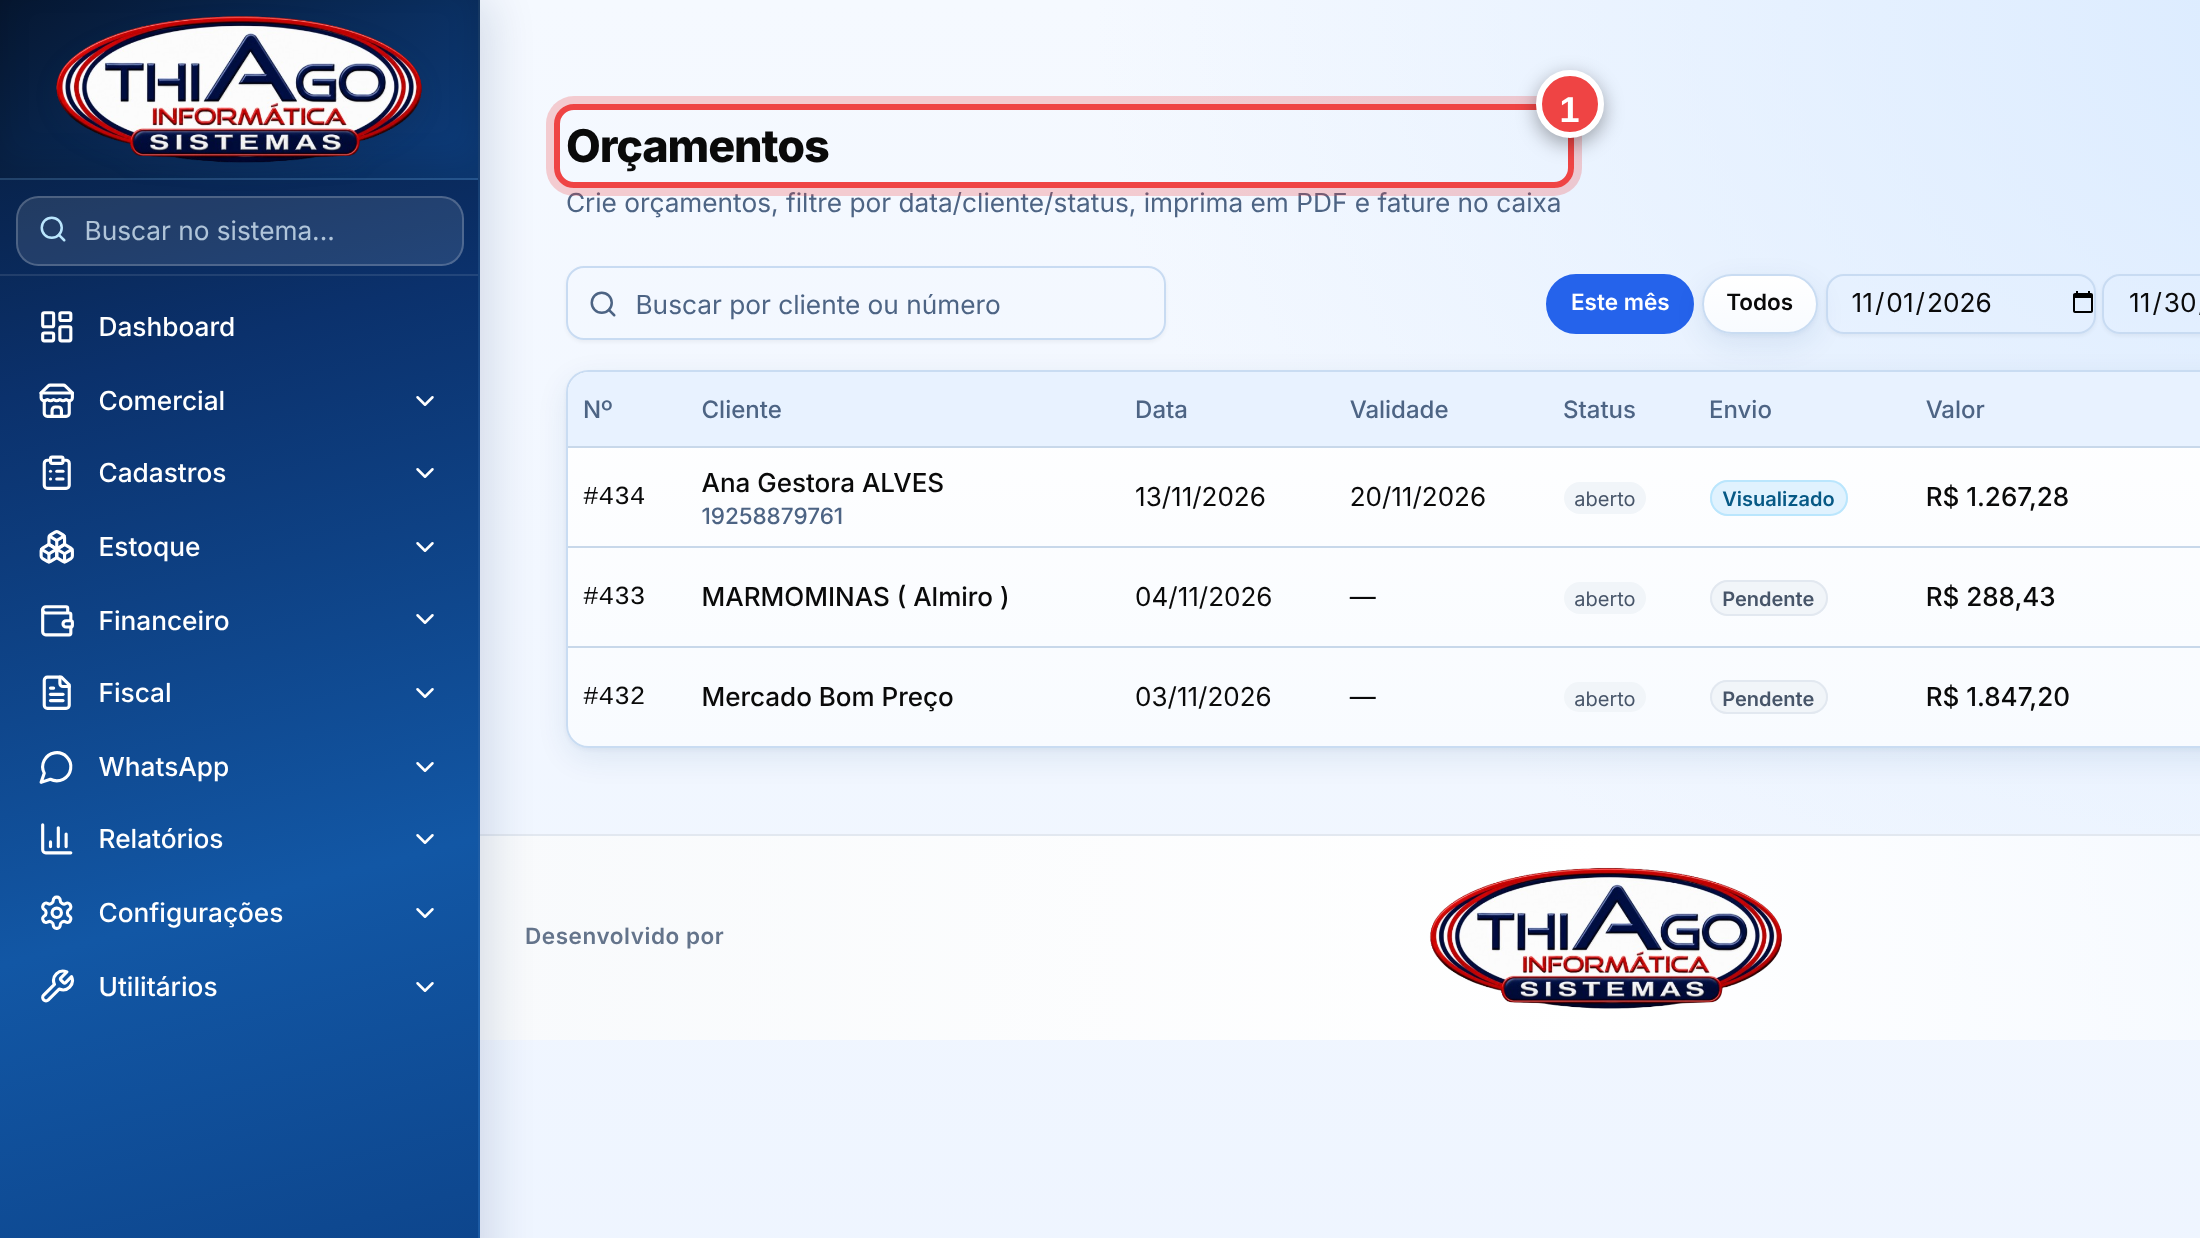 THIAGO
INFORMÁTICA
SISTEMAS
Buscar no sistema...
Dashboard
Comercial
Cadastros
Estoque
Financeiro
Fiscal
WhatsApp
Relatórios
Configurações
Utilitários
1
Orçamentos
Crie orçamentos, filtre por data/cliente/status, imprima em PDF e fature no caixa
Buscar por cliente ou número
Este mês Todos 11/01/2026 11/30/
Nº Cliente Data Validade Status Envio Valor
#434 Ana Gestora ALVES 13/11/2026 20/11/2026 aberto Visualizado R$ 1.267,28
19258879761
#433 MARMOMINAS ( Almiro ) 04/11/2026 — aberto Pendente R$ 288,43
#432 Mercado Bom Preço 03/11/2026 — aberto Pendente R$ 1.847,20
Desenvolvido por
THIAGO
INFORMÁTICA
SISTEMAS